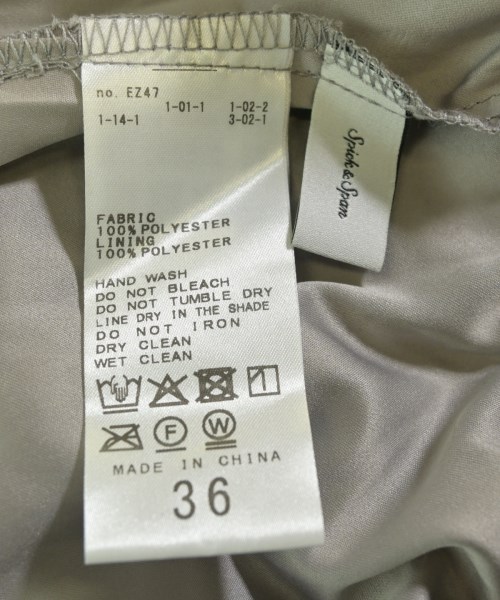 no. EZ47
1-01-1 1-02-2
1-14-1 3-02-1
FABRIC
100% POLYESTER
LINING
100% POLYESTER
HAND WASH
DO NOT BLEACH
DO NOT TUMBLE DRY
LINE DRY IN THE SHADE
DO NOT IRON
DRY CLEAN
WET CLEAN
F W
MADE IN CHINA
36
Spick & Span